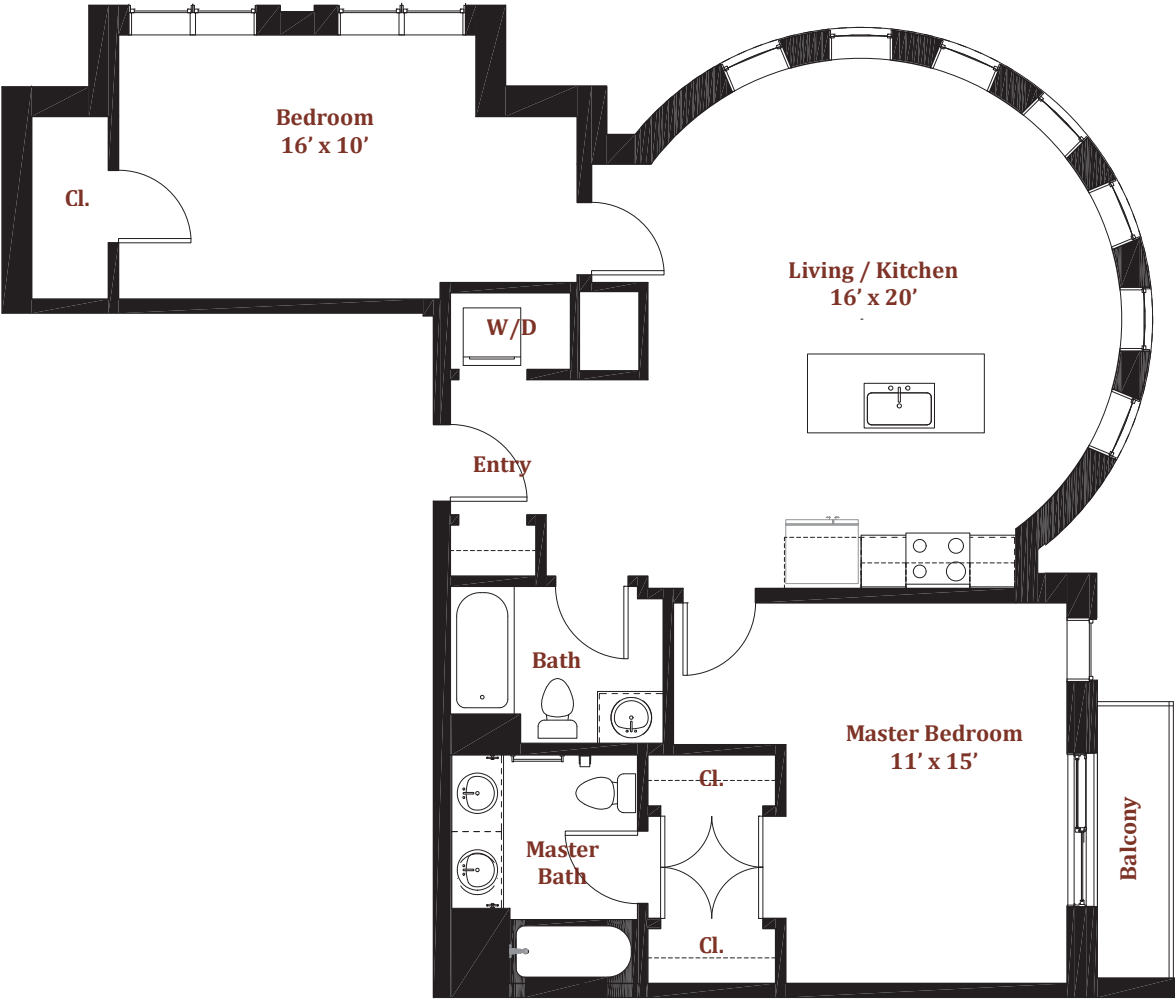 Bedroom
16’ x 10’
Cl.
Living / Kitchen
16’ x 20’
W/D
Entry
Bath
Master Bedroom
11’ x 15’
Cl.
Balcony
Master
Bath
Cl.